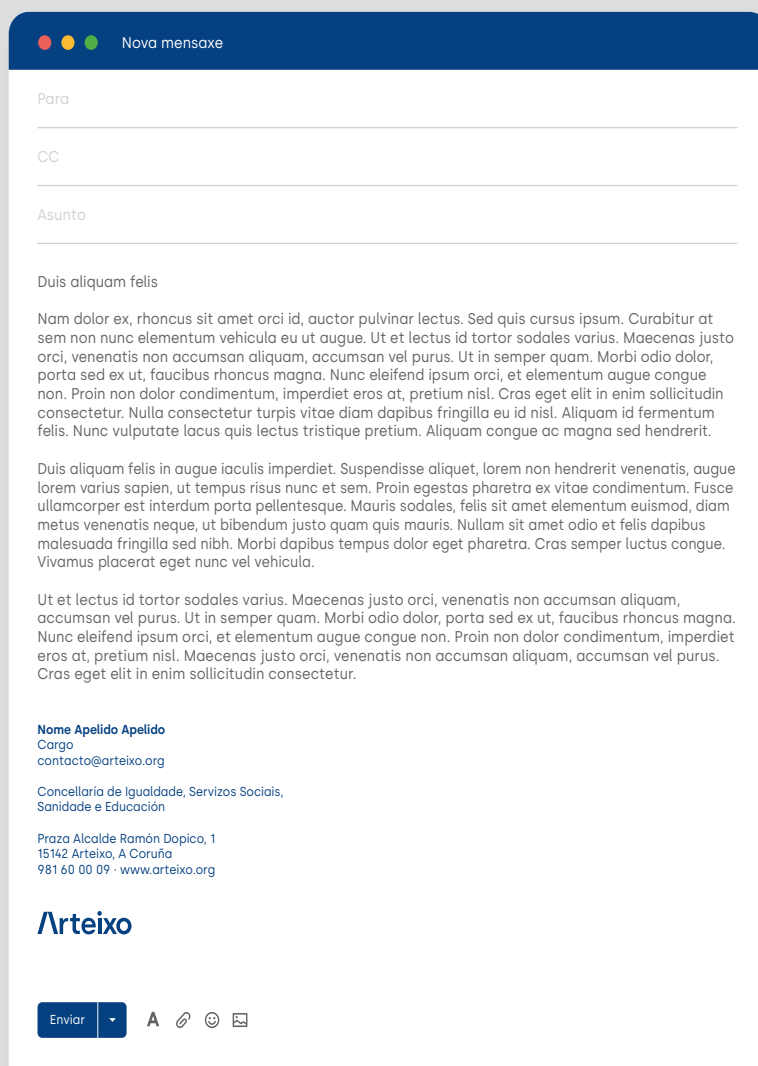 Nova mensaxe
Para
CC
Asunto
Duis aliquam felis
Nam dolor ex, rhoncus sit amet orci id, auctor pulvinar lectus. Sed quis cursus ipsum. Curabitur at
sem non nunc elementum vehicula eu ut augue. Ut et lectus id tortor sodales varius. Maecenas justo
orci, venenatis non accumsan aliquam, accumsan vel purus. Ut in semper quam. Morbi odio dolor,
porta sed ex ut, faucibus rhoncus magna. Nunc eleifend ipsum orci, et elementum augue congue
non. Proin non dolor condimentum, imperdiet eros at, pretium nisl. Cras eget elit in enim sollicitudin
consectetur. Nulla consectetur turpis vitae diam dapibus fringilla eu id nisl. Aliquam id fermentum
felis. Nunc vulputate lacus quis lectus tristique pretium. Aliquam congue ac magna sed hendrerit.
Duis aliquam felis in augue iaculis imperdiet. Suspendisse aliquet, lorem non hendrerit venenatis, augue
lorem varius sapien, ut tempus risus nunc et sem. Proin egestas pharetra ex vitae condimentum. Fusce
ullamcorper est interdum porta pellentesque. Mauris sodales, felis sit amet elementum euismod, diam
metus venenatis neque, ut bibendum justo quam quis mauris. Nullam sit amet odio et felis dapibus
malesuada fringilla sed nibh. Morbi dapibus tempus dolor eget pharetra. Cras semper luctus congue.
Vivamus placerat eget nunc vel vehicula.
Ut et lectus id tortor sodales varius. Maecenas justo orci, venenatis non accumsan aliquam,
accumsan vel purus. Ut in semper quam. Morbi odio dolor, porta sed ex ut, faucibus rhoncus magna.
Nunc eleifend ipsum orci, et elementum augue congue non. Proin non dolor condimentum, imperdiet
eros at, pretium nisl. Maecenas justo orci, venenatis non accumsan aliquam, accumsan vel purus.
Cras eget elit in enim sollicitudin consectetur.
Nome Apelido Apelido
Cargo
contacto@arteixo.org
Concellaría de Igualdade, Servizos Sociais,
Sanidade e Educación
Praza Alcalde Ramón Dopico, 1
15142 Arteixo, A Coruña
981 60 00 09 · www.arteixo.org
Arteixo
Enviar
A